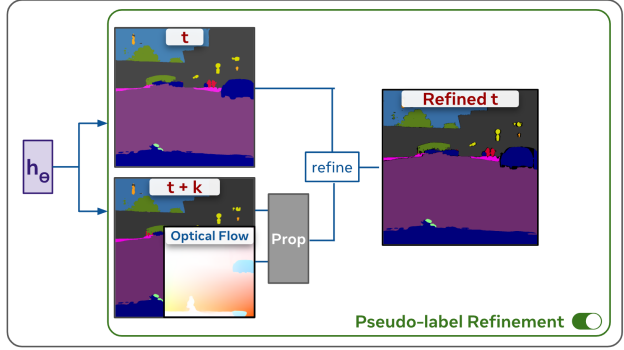 t
Refined t
h_Θ
refine
t + k
Optical Flow
Prop
Pseudo-label Refinement